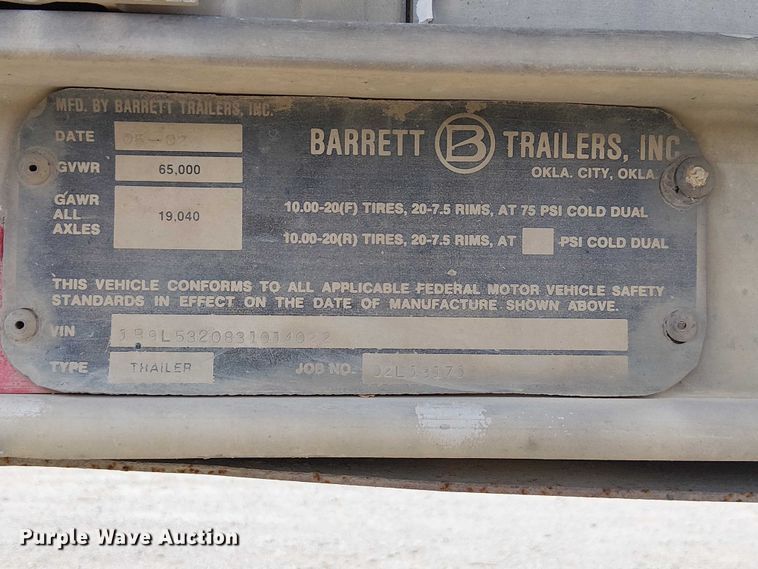 MFD. BY BARRETT TRAILERS, INC.
DATE
GVWR 65,000
GAWR
ALL
AXLES
19,040
BARRETT B TRAILERS, INC
OKLA. CITY, OKLA.
10.00-20(F) TIRES, 20-7.5 RIMS, AT 75 PSI COLD DUAL
10.00-20(R) TIRES, 20-7.5 RIMS, AT PSI COLD DUAL
THIS VEHICLE CONFORMS TO ALL APPLICABLE FEDERAL MOTOR VEHICLE SAFETY
STANDARDS IN EFFECT ON THE DATE OF MANUFACTURE SHOWN ABOVE.
VIN
TYPE TRAILER JOB NO.
Purple Wave Auction